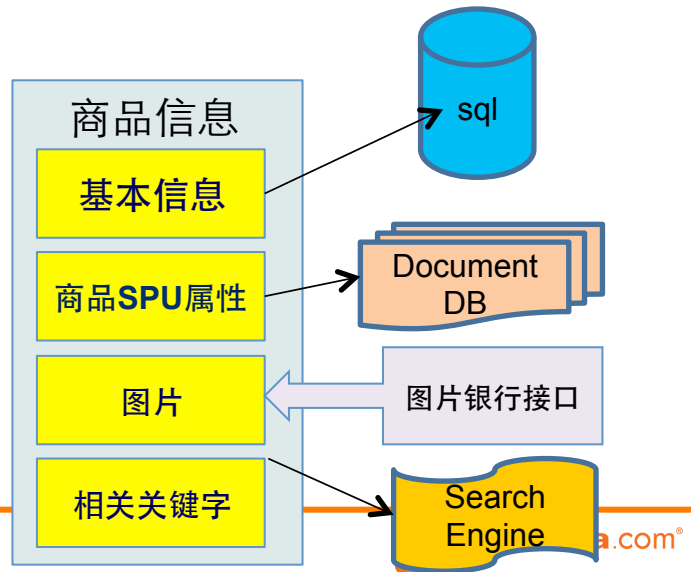 商品信息
基本信息
sql
商品SPU属性
Document
DB
图片
图片银行接口
相关关键字
Search
Engine
a.com®